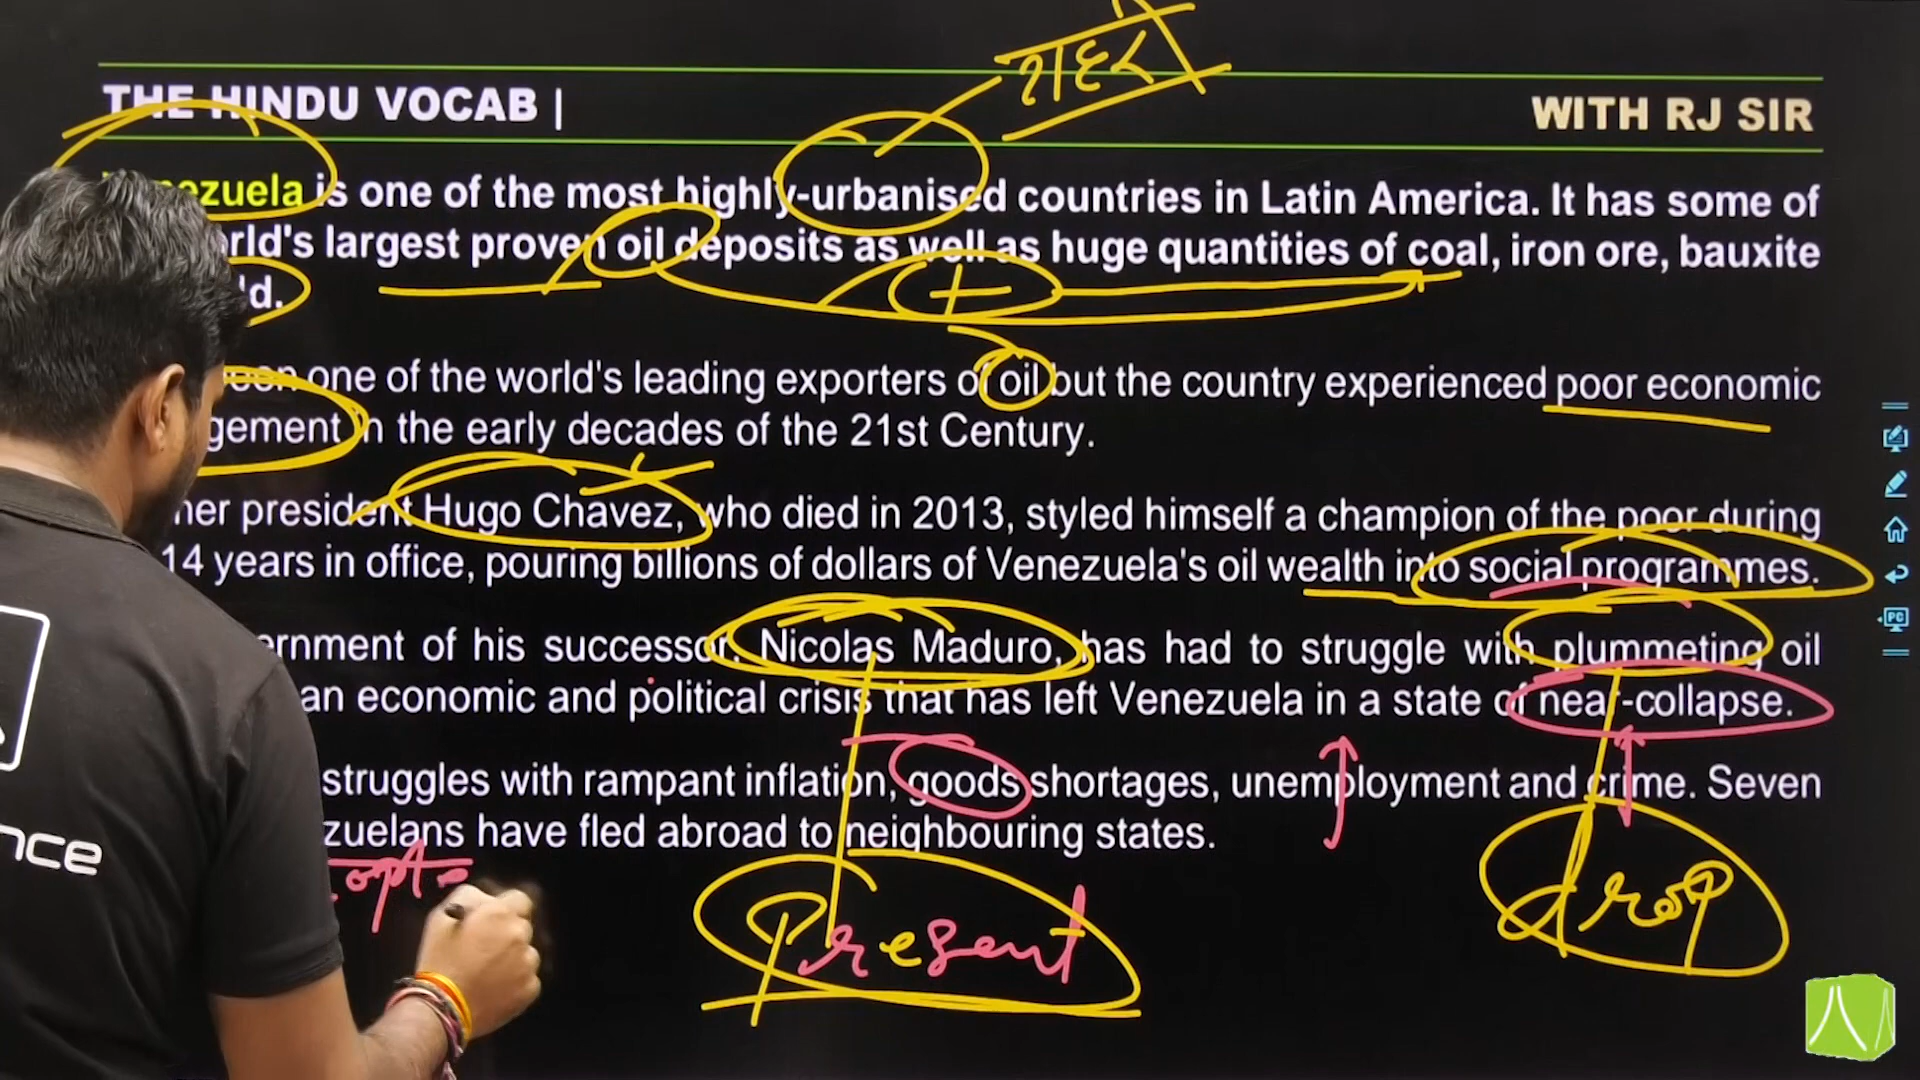 शहर
THE HINDU VOCAB |
WITH RJ SIR
ezuela is one of the most highly-urbanised countries in Latin America. It has some of
rld's largest proven oil deposits as well as huge quantities of coal, iron ore, bauxite
ld.
een one of the world's leading exporters of oil but the country experienced poor economic
gement in the early decades of the 21st Century.
mer president Hugo Chavez, who died in 2013, styled himself a champion of the poor during
14 years in office, pouring billions of dollars of Venezuela's oil wealth into social programmes.
ernment of his successor, Nicolas Maduro, has had to struggle with plummeting oil
an economic and political crisis that has left Venezuela in a state of near-collapse.
struggles with rampant inflation, goods shortages, unemployment and crime. Seven
zuelans have fled abroad to neighbouring states.
Present
drop
nce
PC